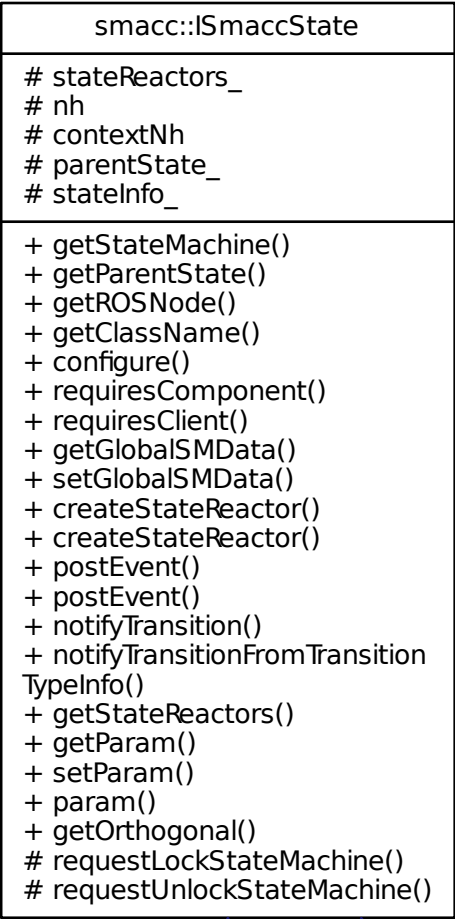 smacc::ISmaccState
# stateReactors_
# nh
# contextNh
# parentState_
# stateInfo_
+ getStateMachine()
+ getParentState()
+ getROSNode()
+ getClassName()
+ configure()
+ requiresComponent()
+ requiresClient()
+ getGlobalSMData()
+ setGlobalSMData()
+ createStateReactor()
+ createStateReactor()
+ postEvent()
+ postEvent()
+ notifyTransition()
+ notifyTransitionFromTransition
TypeInfo()
+ getStateReactors()
+ getParam()
+ setParam()
+ param()
+ getOrthogonal()
# requestLockStateMachine()
# requestUnlockStateMachine()